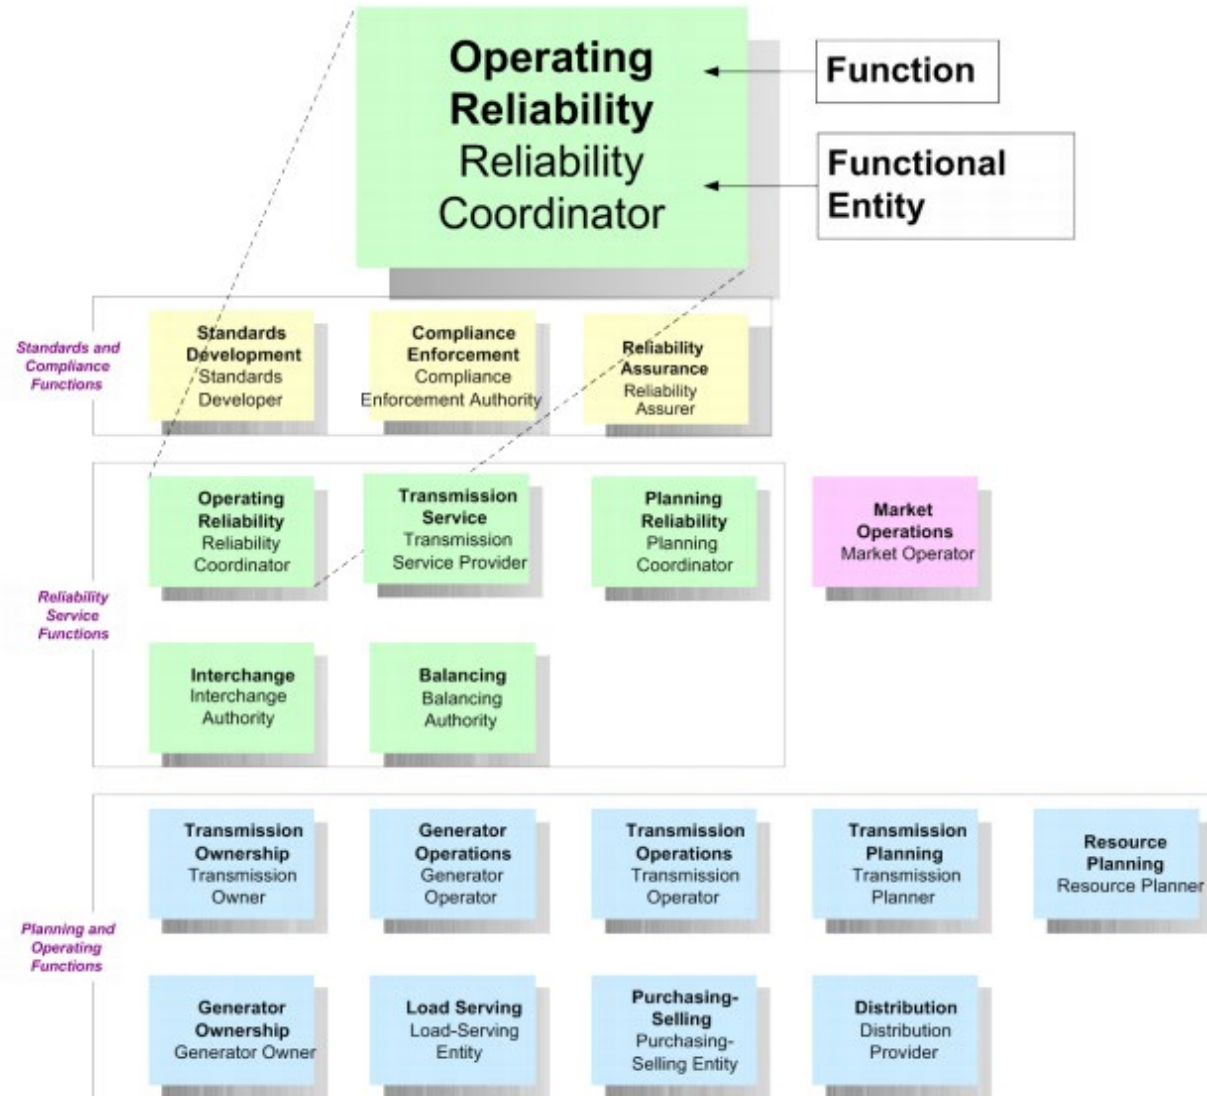 Operating
Reliability
Reliability
Coordinator
Function
Functional
Entity
Standards and
Compliance
Functions
Standards
Development
Standards
Developer
Compliance
Enforcement
Compliance
Enforcement Authority
Reliability
Assurance
Reliability
Assurer
Reliability
Service
Functions
Operating
Reliability
Reliability
Coordinator
Transmission
Service
Transmission
Service Provider
Planning
Reliability
Planning
Coordinator
Market
Operations
Market Operator
Interchange
Interchange
Authority
Balancing
Balancing
Authority
Planning and
Operating
Functions
Transmission
Ownership
Transmission
Owner
Generator
Operations
Generator
Operator
Transmission
Operations
Transmission
Operator
Transmission
Planning
Transmission
Planner
Resource
Planning
Resource Planner
Generator
Ownership
Generator Owner
Load Serving
Load-Serving
Entity
Purchasing-
Selling
Purchasing-
Selling Entity
Distribution
Distribution
Provider